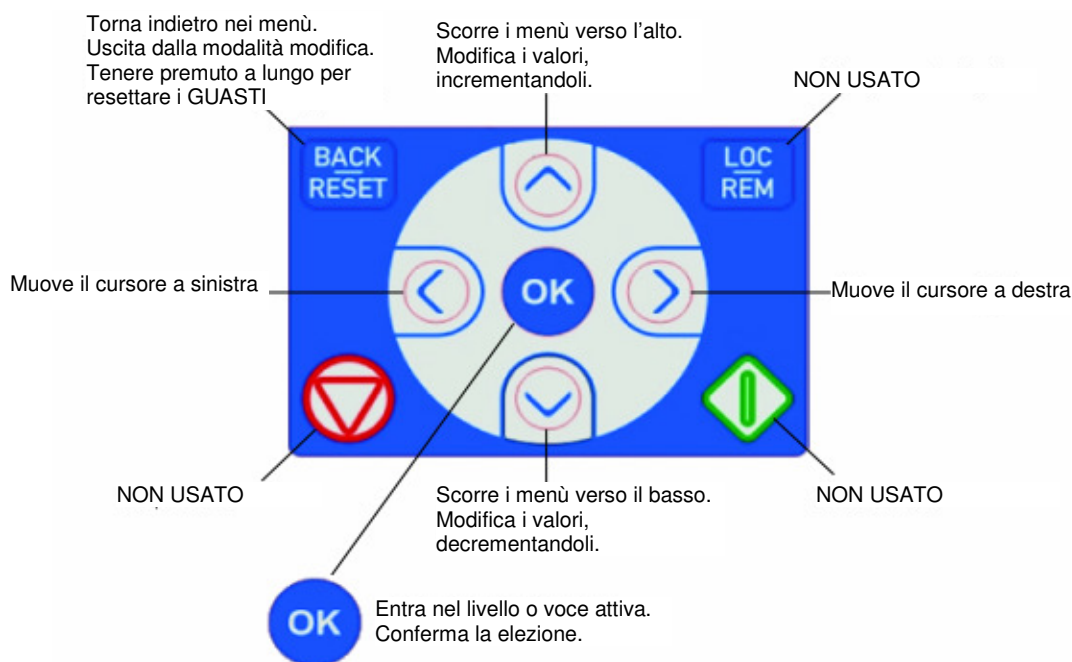 Torna indietro nei menù.
Uscita dalla modalità modifica.
Tenere premuto a lungo per
resettare i GUASTI
Scorre i menù verso l'alto.
Modifica i valori,
incrementandoli.
NON USATO
BACK
RESET
LOC
REM
Muove il cursore a sinistra
OK
Muove il cursore a destra
NON USATO
Scorre i menù verso il basso.
Modifica i valori,
decrementandoli.
NON USATO
OK
Entra nel livello o voce attiva.
Conferma la elezione.